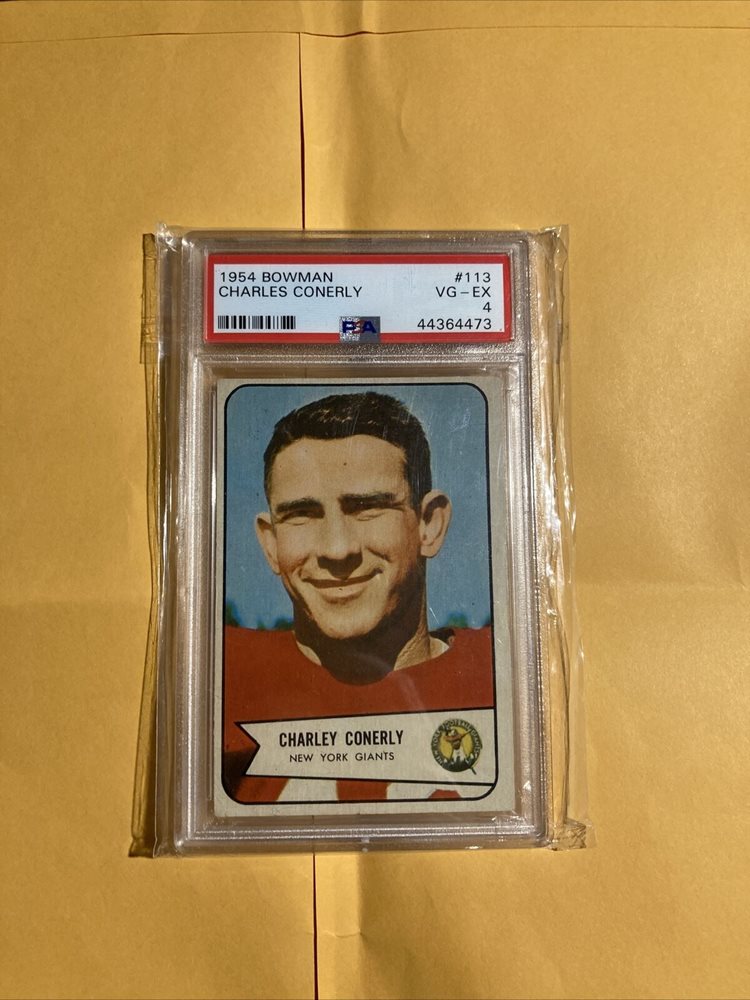 1954 BOWMAN #113
CHARLES CONERLY VG-EX
4
PSA 44364473
CHARLEY CONERLY
NEW YORK GIANTS